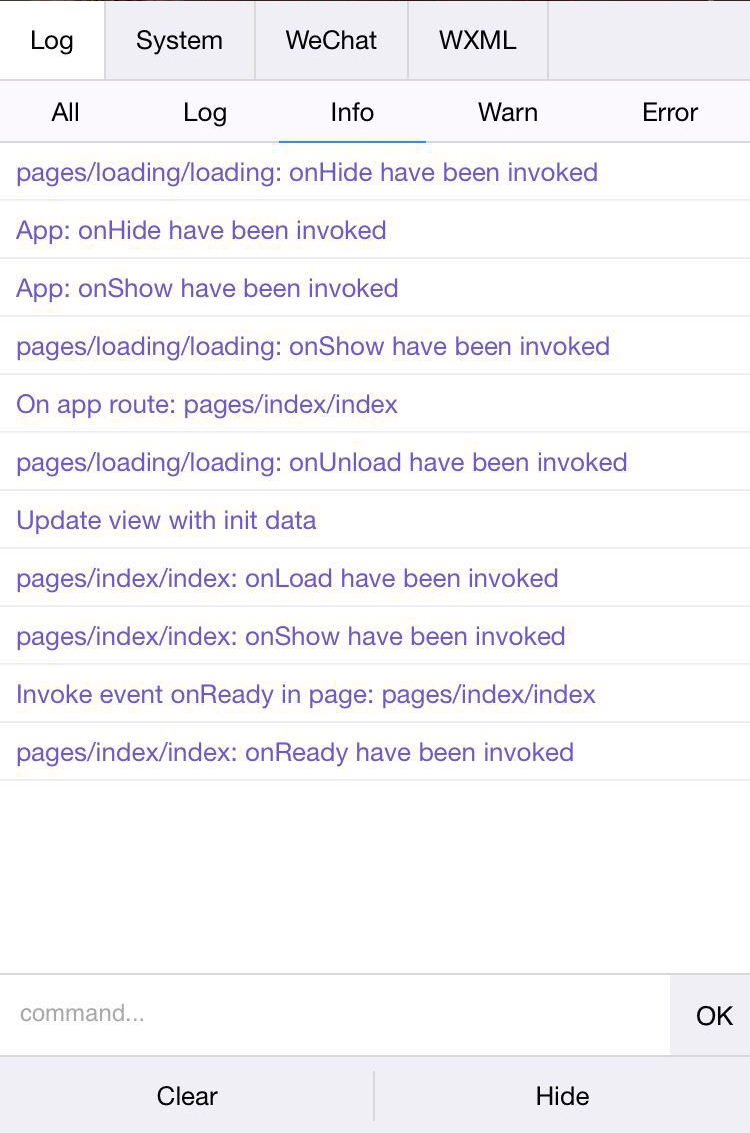 Log System WeChat WXML
All Log Info Warn Error
pages/loading/loading: onHide have been invoked
App: onHide have been invoked
App: onShow have been invoked
pages/loading/loading: onShow have been invoked
On app route: pages/index/index
pages/loading/loading: onUnload have been invoked
Update view with init data
pages/index/index: onLoad have been invoked
pages/index/index: onShow have been invoked
Invoke event onReady in page: pages/index/index
pages/index/index: onReady have been invoked
command... OK
Clear Hide